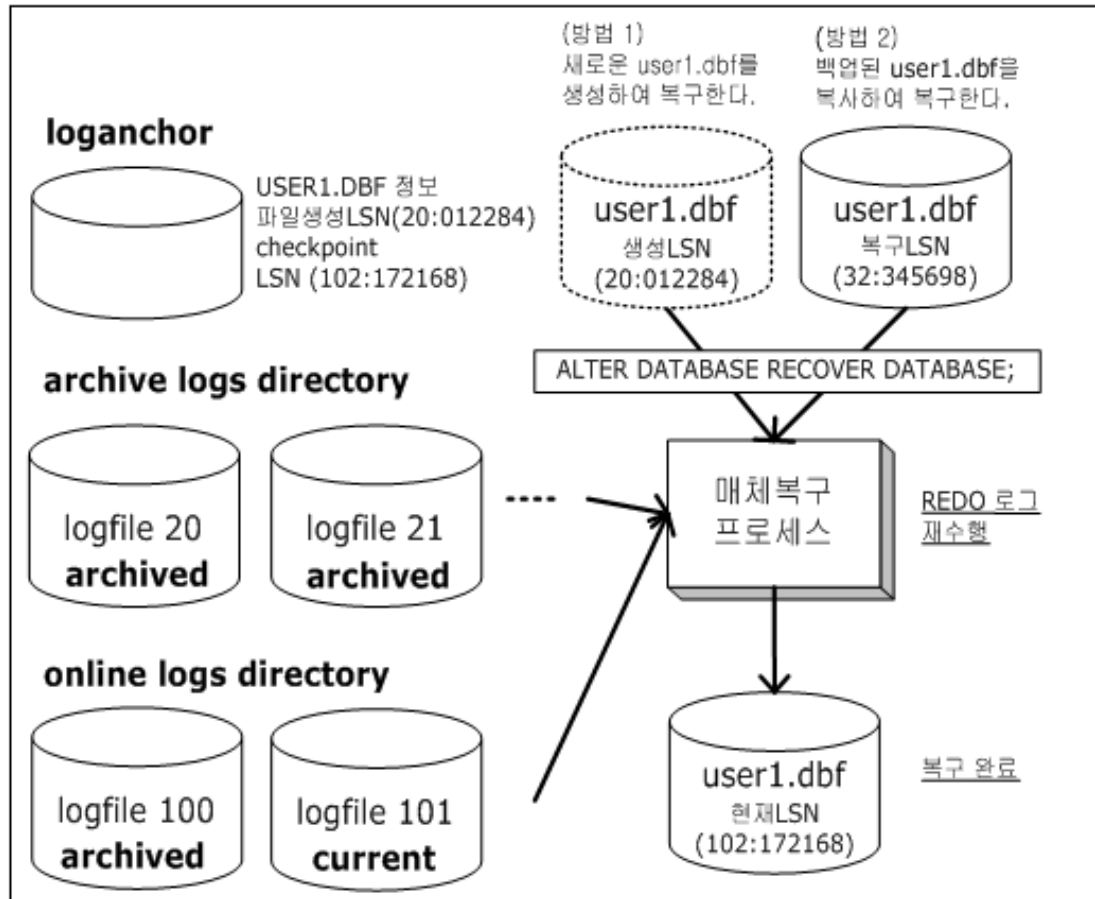 (방법 1)
새로운 user1.dbf를
생성하여 복구한다.
(방법 2)
백업된 user1.dbf을
복사하여 복구한다.
loganchor
USER1.DBF 정보
파일생성LSN(20:012284)
checkpoint
LSN (102:172168)
user1.dbf
생성LSN
(20:012284)
user1.dbf
복구LSN
(32:345698)
ALTER DATABASE RECOVER DATABASE;
archive logs directory
logfile 20
archived
logfile 21
archived
매체복구
프로세스
REDO 로그
재수행
online logs directory
logfile 100
archived
logfile 101
current
user1.dbf
현재LSN
(102:172168)
복구 완료